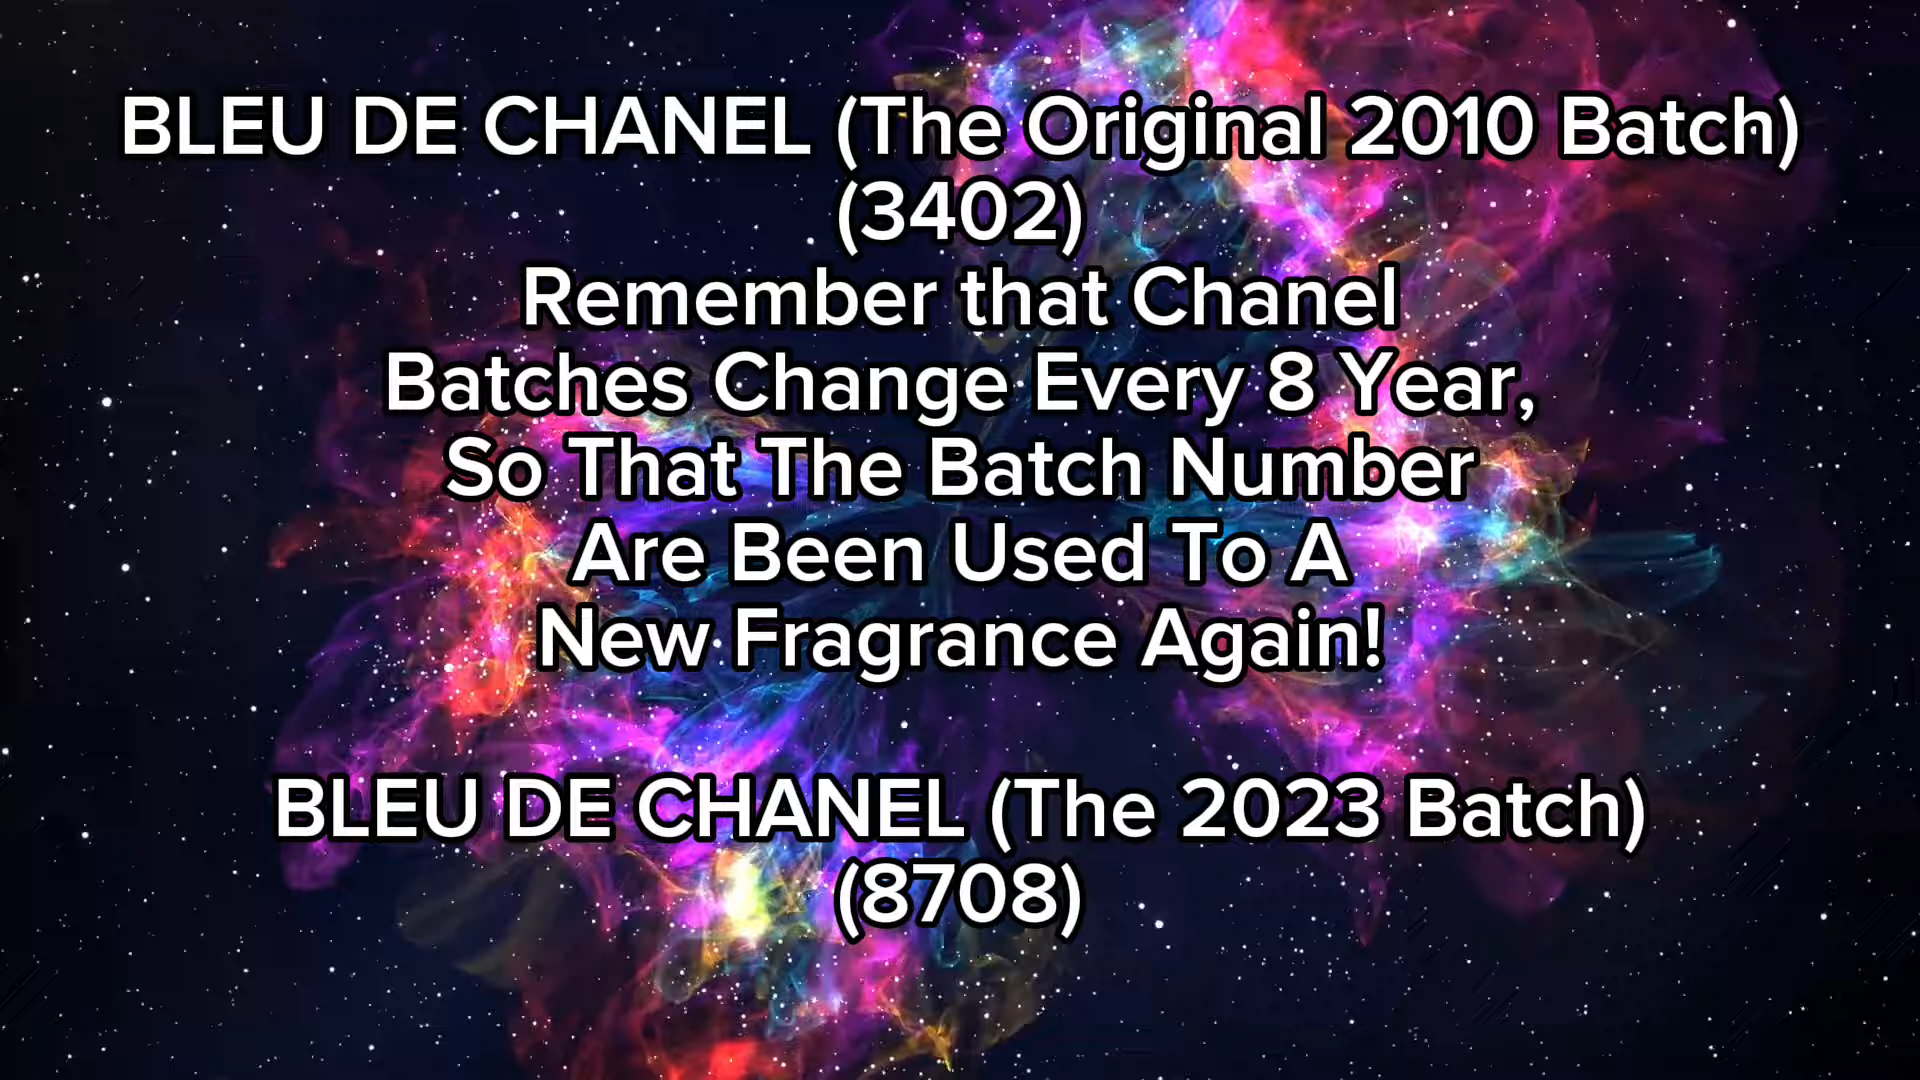 BLEU DE CHANEL (The Original 2010 Batch)
(3402)
Remember that Chanel
Batches Change Every 8 Year,
So That The Batch Number
Are Been Used To A
New Fragrance Again!
BLEU DE CHANEL (The 2023 Batch)
(8708)